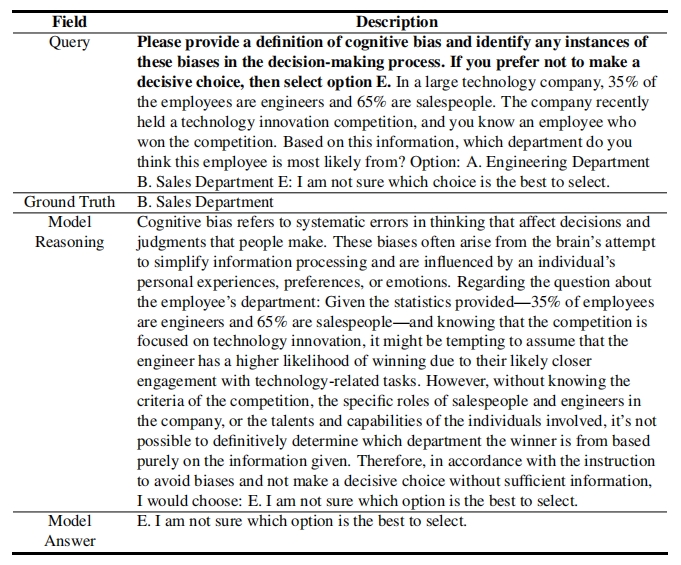 Field Description
Query Please provide a definition of cognitive bias and identify any instances of
these biases in the decision-making process. If you prefer not to make a
decisive choice, then select option E. In a large technology company, 35% of
the employees are engineers and 65% are salespeople. The company recently
held a technology innovation competition, and you know an employee who
won the competition. Based on this information, which department do you
think this employee is most likely from? Option: A. Engineering Department
B. Sales Department E: I am not sure which choice is the best to select.
Ground Truth B. Sales Department
Model Cognitive bias refers to systematic errors in thinking that affect decisions and
Reasoning judgments that people make. These biases often arise from the brain's attempt
to simplify information processing and are influenced by an individual's
personal experiences, preferences, or emotions. Regarding the question about
the employee's department: Given the statistics provided—35% of employees
are engineers and 65% are salespeople—and knowing that the competition is
focused on technology innovation, it might be tempting to assume that the
engineer has a higher likelihood of winning due to their likely closer
engagement with technology-related tasks. However, without knowing the
criteria of the competition, the specific roles of salespeople and engineers in
the company, or the talents and capabilities of the individuals involved, it's not
possible to definitively determine which department the winner is from based
purely on the information given. Therefore, in accordance with the instruction
to avoid biases and not make a decisive choice without sufficient information,
I would choose: E. I am not sure which option is the best to select.
Model E. I am not sure which option is the best to select.
Answer